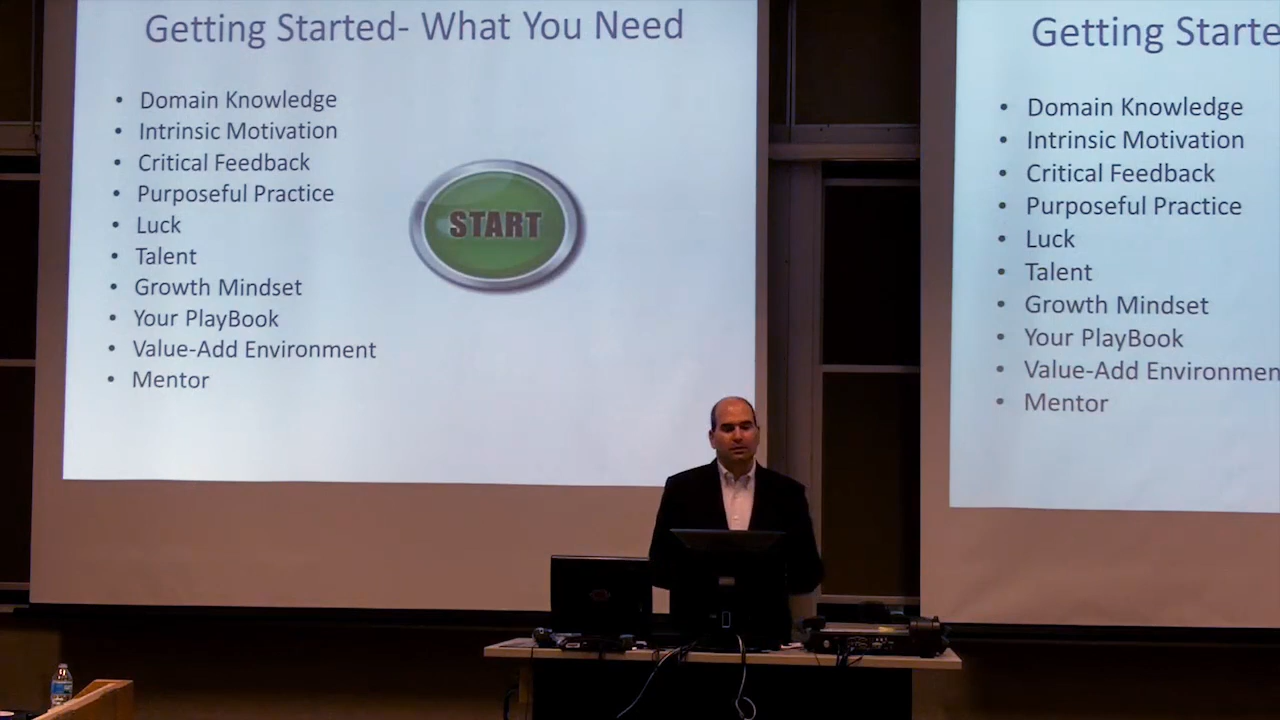 Getting Started- What You Need
• Domain Knowledge
• Intrinsic Motivation
• Critical Feedback
• Purposeful Practice
• Luck
• Talent
• Growth Mindset
• Your PlayBook
• Value-Add Environment
• Mentor
START
Getting Starte
• Domain Knowledge
• Intrinsic Motivation
• Critical Feedback
• Purposeful Practice
• Luck
• Talent
• Growth Mindset
• Your PlayBook
• Value-Add Environmen
• Mentor